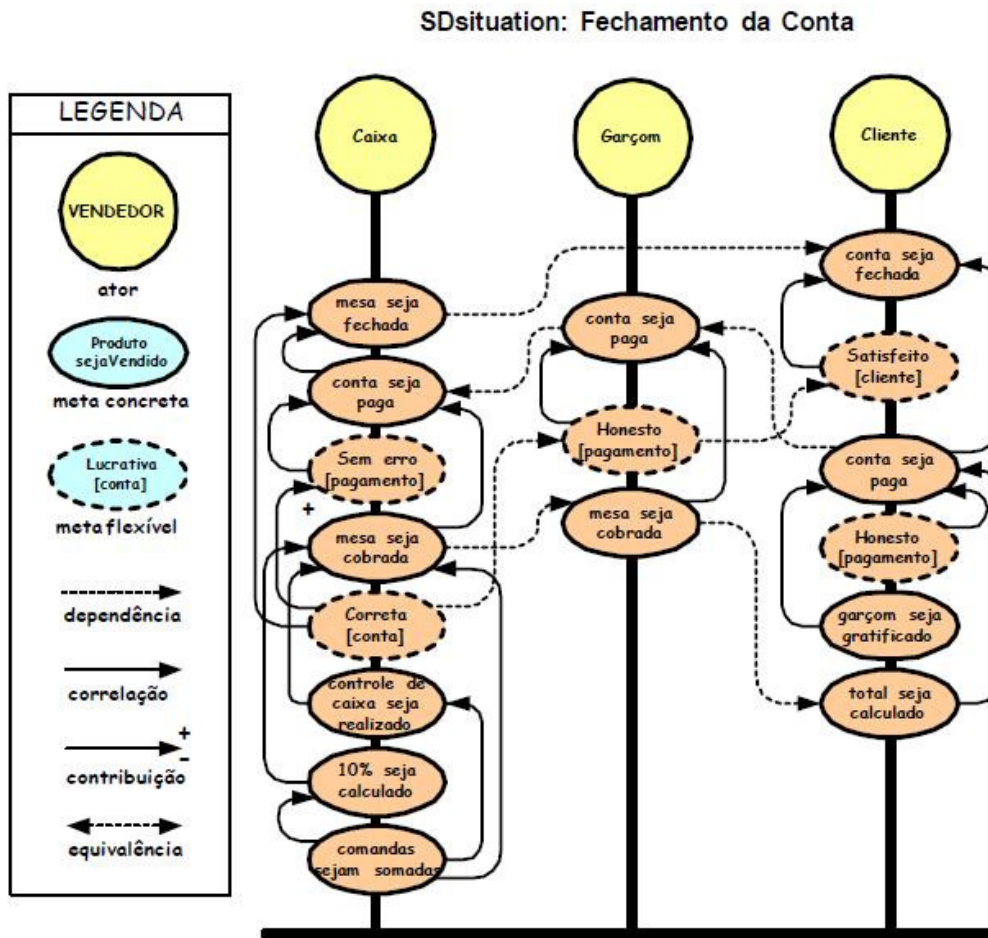 SDsituation: Fechamento da Conta
LEGENDA
VENDEDOR
ator
Produto
sejaVendido
meta concreta
Lucrativa
[conta]
meta flexível
dependência
correlação
+
-
contribuição
equivalência
Caixa
mesa seja
fechada
conta seja
paga
Sem erro
[pagamento]
+
mesa seja
cobrada
Correta
[conta]
controle de
caixa seja
realizado
10% seja
calculado
comandas
sejam somadas
Garçom
conta seja
paga
Honesto
[pagamento]
mesa seja
cobrada
Cliente
conta seja
fechada
Satisfeito
[cliente]
conta seja
paga
Honesto
[pagamento]
garçom seja
gratificado
total seja
calculado